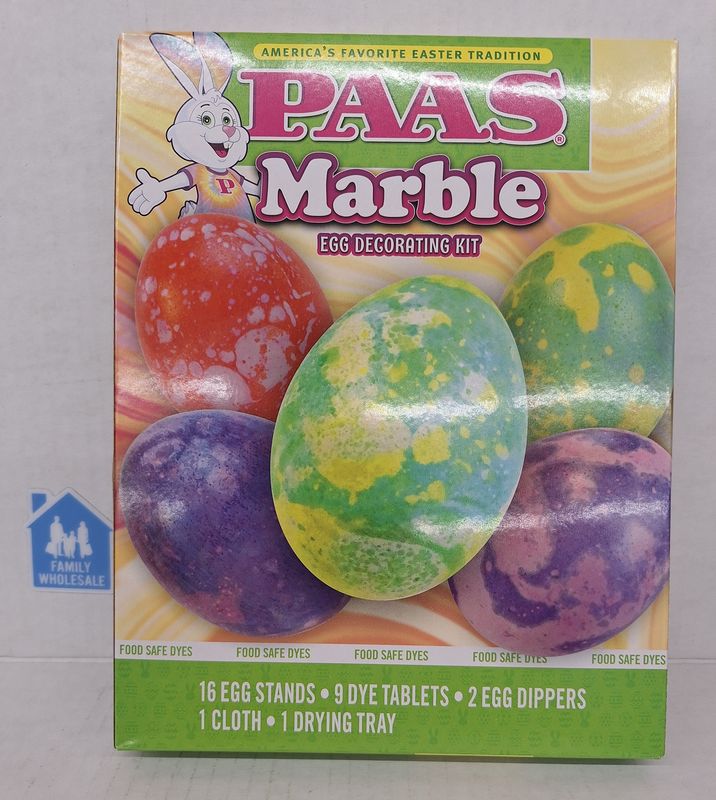 AMERICA'S FAVORITE EASTER TRADITION
PAAS®
P
Marble
EGG DECORATING KIT
FAMILY
WHOLESALE
FOOD SAFE DYES FOOD SAFE DYES FOOD SAFE DYES FOOD SAFE DYES FOOD SAFE DYES
16 EGG STANDS • 9 DYE TABLETS • 2 EGG DIPPERS
1 CLOTH • 1 DRYING TRAY